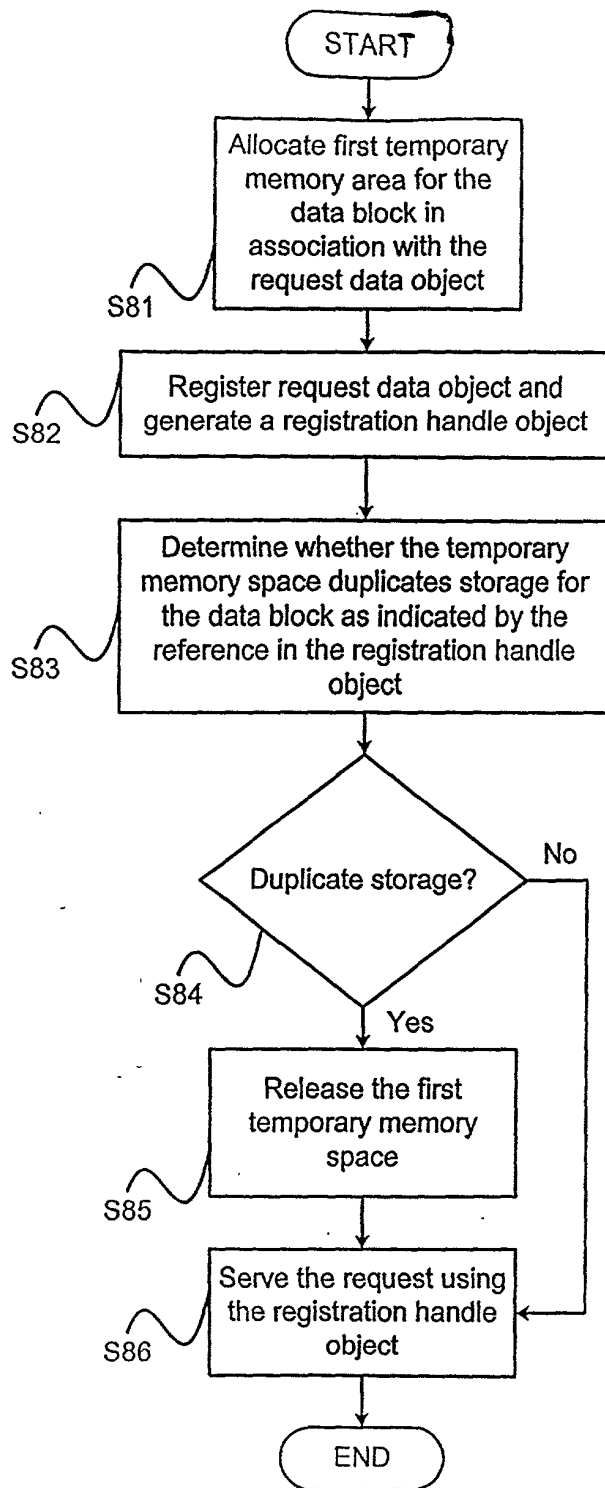 START
Allocate first temporary
memory area for the
data block in
association with the
request data object
S81
Register request data object and
generate a registration handle object
S82
Determine whether the temporary
memory space duplicates storage for
the data block as indicated by the
reference in the registration handle
object
S83
Duplicate storage?
No
S84
Yes
Release the first
temporary memory
space
S85
Serve the request using
the registration handle
object
S86
END